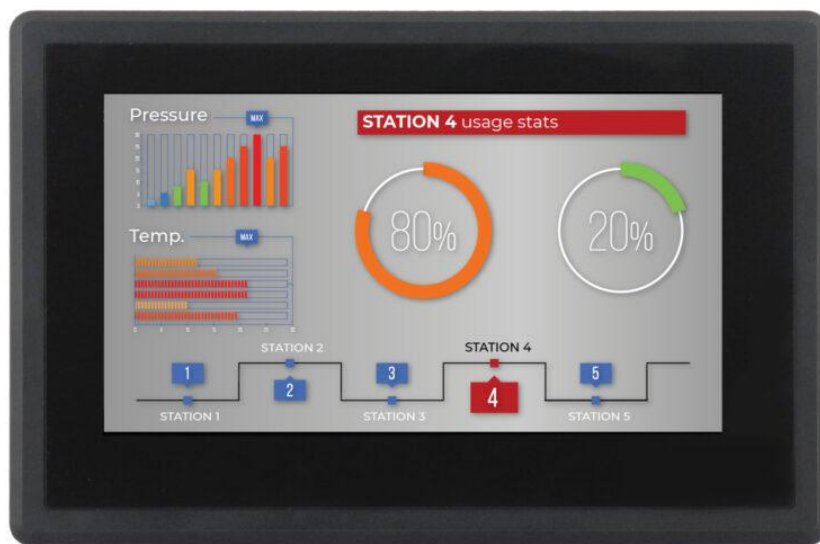 Pressure
MAX
STATION 4 usage stats
80%
20%
Temp.
MAX
STATION 2
STATION 4
1
3
5
2
4
STATION 1
STATION 3
STATION 5